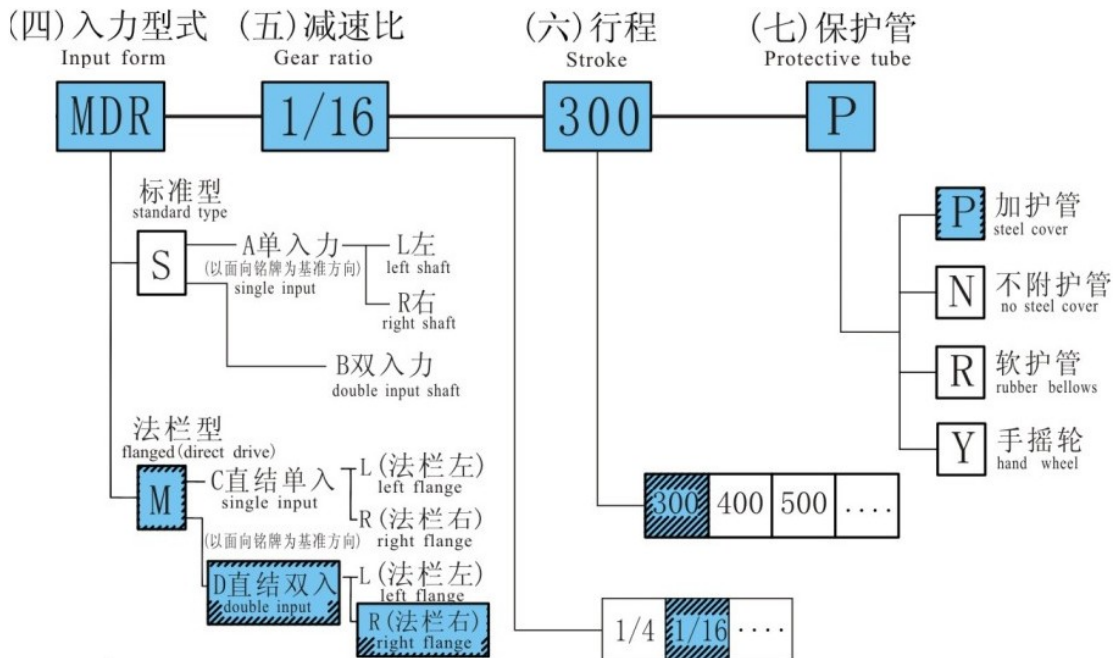 (四)入力型式 (五)减速比 (六)行程 (七)保护管
Input form Gear ratio Stroke Protective tube
MDR 1/16 300 P
标准型
standard type
S
A单入力
(以面向铭牌为基准方向)
single input
L左
left shaft
R右
right shaft
B双入力
double input shaft
法栏型
flanged(direct drive)
M
C直结单入
single input
L(法栏左)
left flange
R(法栏右)
right flange
(以面向铭牌为基准方向)
D直结双入
double input
L(法栏左)
left flange
R(法栏右)
right flange
1/4 1/16 ····
300 400 500 ....
P 加护管
steel cover
N 不附护管
no steel cover
R 软护管
rubber bellows
Y 手摇轮
hand wheel